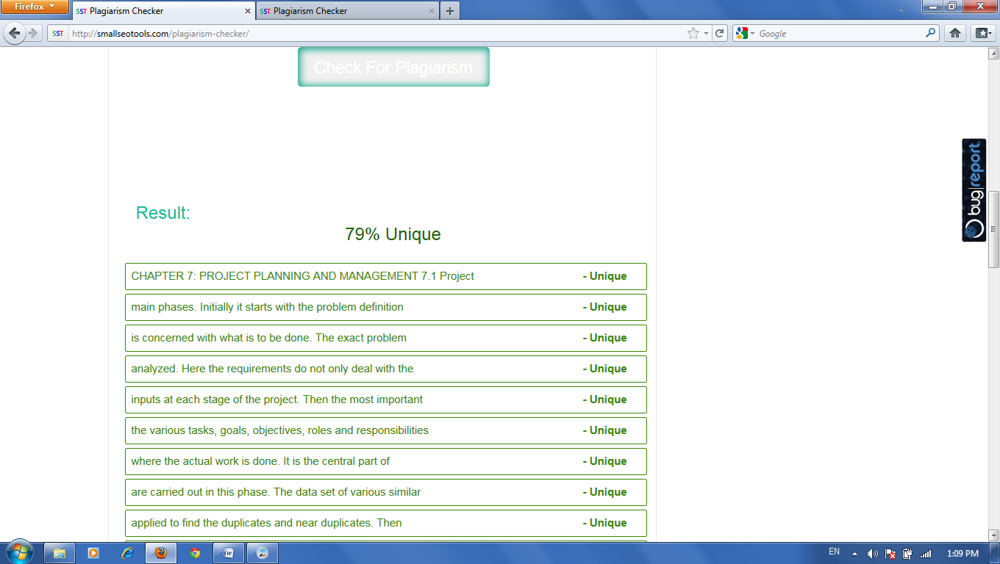 Firefox
SST Plagiarism Checker
SST Plagiarism Checker
SST http://smallseotools.com/plagiarism-checker/
Google
Check For Plagiarism
bug|report
Result:
79% Unique
CHAPTER 7: PROJECT PLANNING AND MANAGEMENT 7.1 Project - Unique
main phases. Initially it starts with the problem definition - Unique
is concerned with what is to be done. The exact problem - Unique
analyzed. Here the requirements do not only deal with the - Unique
inputs at each stage of the project. Then the most important - Unique
the various tasks, goals, objectives, roles and responsibilities - Unique
where the actual work is done. It is the central part of - Unique
are carried out in this phase. The data set of various similar - Unique
applied to find the duplicates and near duplicates. Then - Unique
EN 1:09 PM